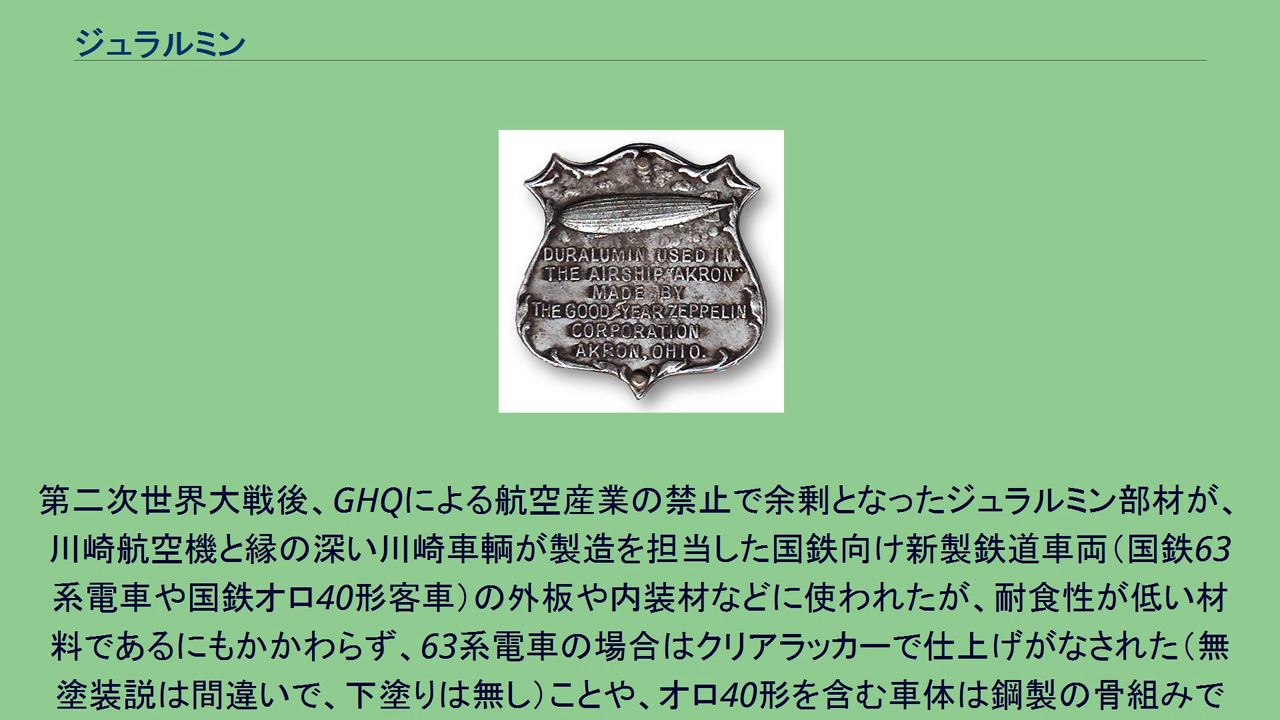 ジュラルミン
DURALUMIN USED IN
THE AIRSHIP "AKRON"
MADE BY
THE GOODYEAR ZEPPELIN
CORPORATION
AKRON, OHIO.
第二次世界大戦後、GHQによる航空産業の禁止で余剰となったジュラルミン部材が、
川崎航空機と縁の深い川崎車輌が製造を担当した国鉄向け新製鉄道車両（国鉄63
系電車や国鉄オロ40形客車）の外板や内装材などに使われたが、耐食性が低い材
料であるにもかかわらず、63系電車の場合はクリアラッカーで仕上げがなされた（無
塗装説は間違いで、下塗りは無し）ことや、オロ40形を含む車体は鋼製の骨組みで